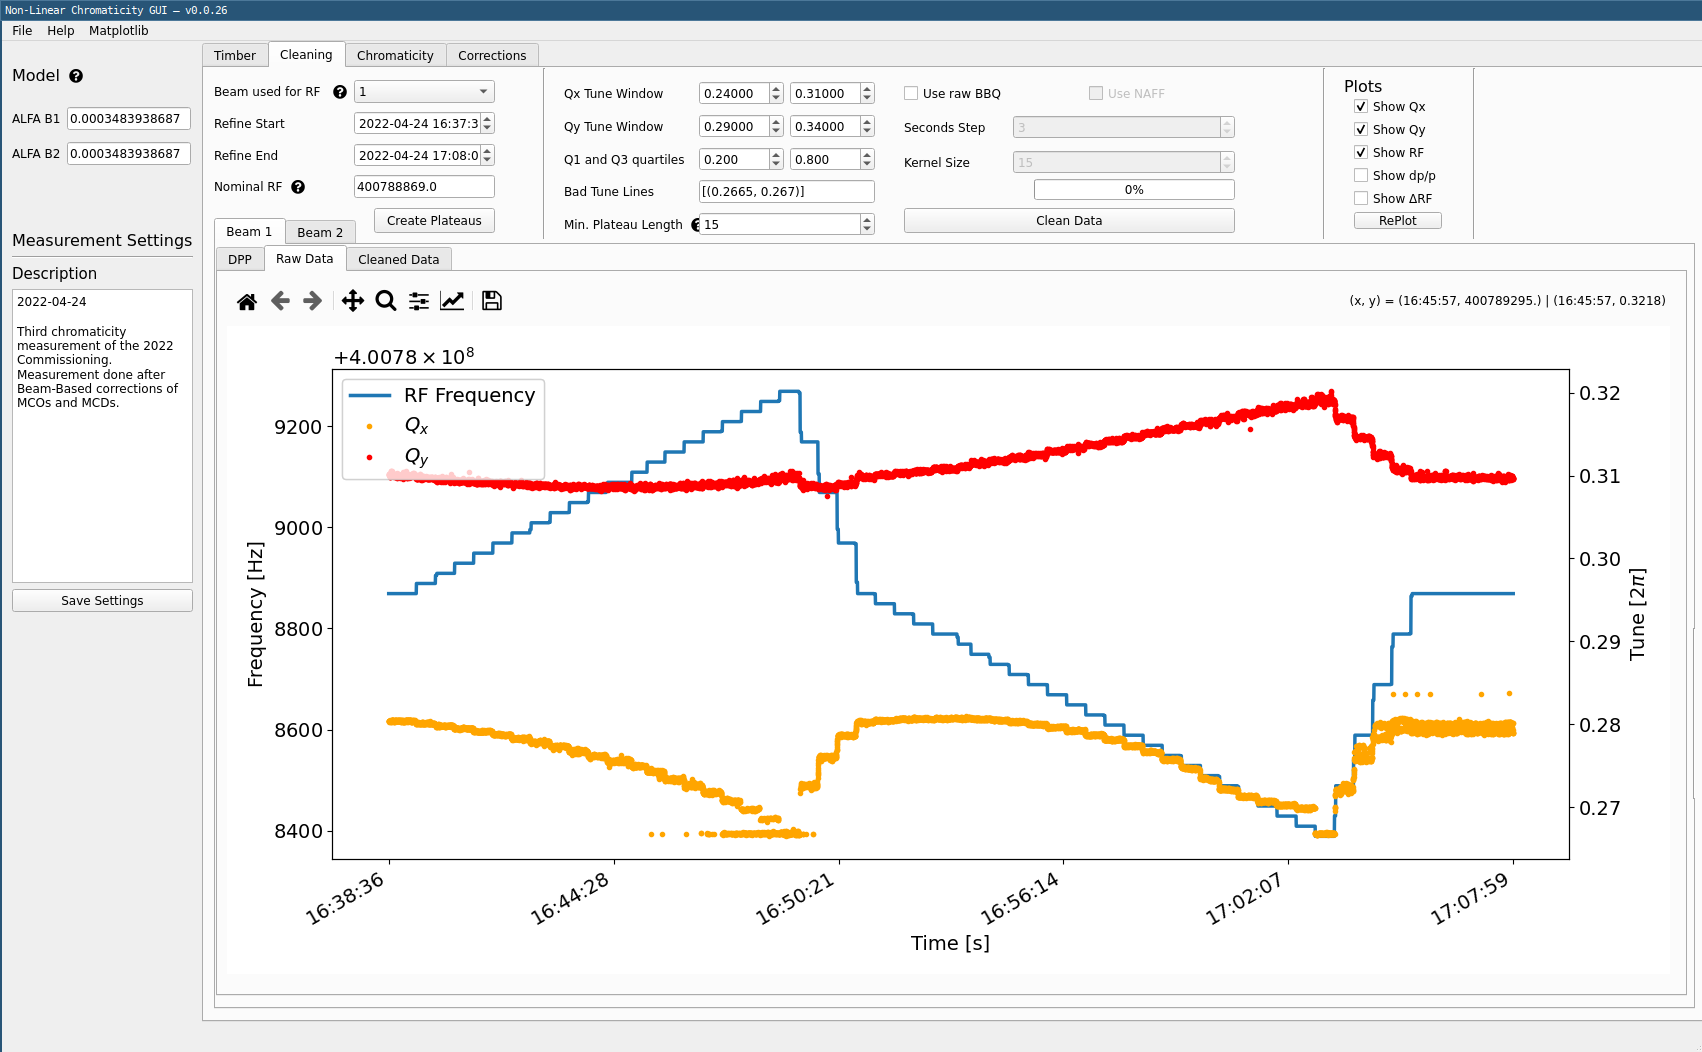 Non-Linear Chromaticity GUI — v0.0.26
File Help Matplotlib
Timber Cleaning Chromaticity Corrections
Model ?
ALFA B1 0.0003483938687
ALFA B2 0.0003483938687
Measurement Settings
Description
2022-04-24
Third chromaticity
measurement of the 2022
Commissioning.
Measurement done after
Beam-Based corrections of
MCOs and MCDs.
Save Settings
Beam used for RF ? 1
Refine Start 2022-04-24 16:37:3
Refine End 2022-04-24 17:08:0
Nominal RF ? 400788869.0
Create Plateaus
Qx Tune Window 0.24000 0.31000
Qy Tune Window 0.29000 0.34000
Q1 and Q3 quartiles 0.200 0.800
Bad Tune Lines [(0.2665, 0.267)]
Min. Plateau Length ? 15
Use raw BBQ Use NAFF
Seconds Step 3
Kernel Size 15
0%
Clean Data
Plots
Show Qx
Show Qy
Show RF
Show dp/p
Show ΔRF
RePlot
Beam 1 Beam 2
DPP Raw Data Cleaned Data
(x, y) = (16:45:57, 400789295.) | (16:45:57, 0.3218)
+4.0078 × 10⁸
RF Frequency
Qx
Qy
9200
9000
8800
8600
8400
Frequency [Hz]
0.32
0.31
0.30
0.29
0.28
0.27
Tune [2π]
16:38:36
16:44:28
16:50:21
16:56:14
17:02:07
17:07:59
Time [s]